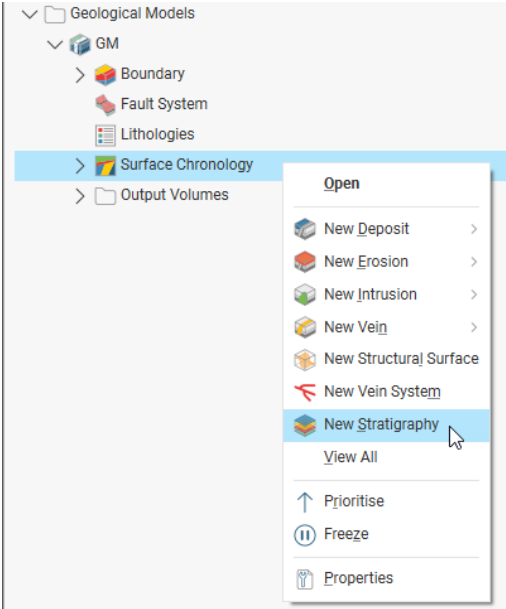 Geological Models
GM
Boundary
Fault System
Lithologies
Surface Chronology
Output Volumes
Open
New Deposit
New Erosion
New Intrusion
New Vein
New Structural Surface
New Vein System
New Stratigraphy
View All
Prioritise
Freeze
Properties